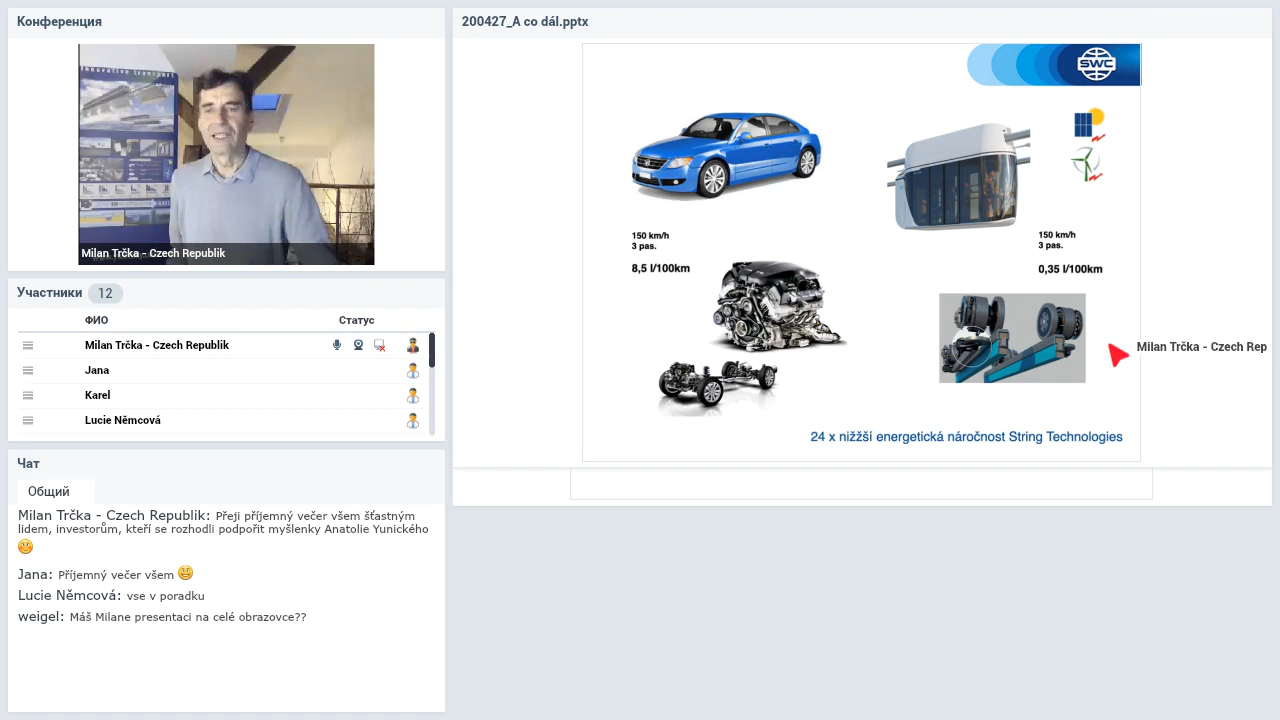 Конференция
Innovative transport
Milan Trčka - Czech Republik
Участники 12
ФИО Статус
Milan Trčka - Czech Republik
Jana
Karel
Lucie Němcová
Чат
Общий
Milan Trčka - Czech Republik: Přeji příjemný večer všem šťastným
lidem, investorům, kteří se rozhodli podpořit myšlenky Anatolie Yunického
Jana: Příjemný večer všem
Lucie Němcová: vse v poradku
weigel: Máš Milane presentaci na celé obrazovce??
200427_A co dál.pptx
SWC
150 km/h
3 pas.
8,5 l/100km
150 km/h
3 pas.
0,35 l/100km
Milan Trčka - Czech Rep
24 x nižžší energetická náročnost String Technologies